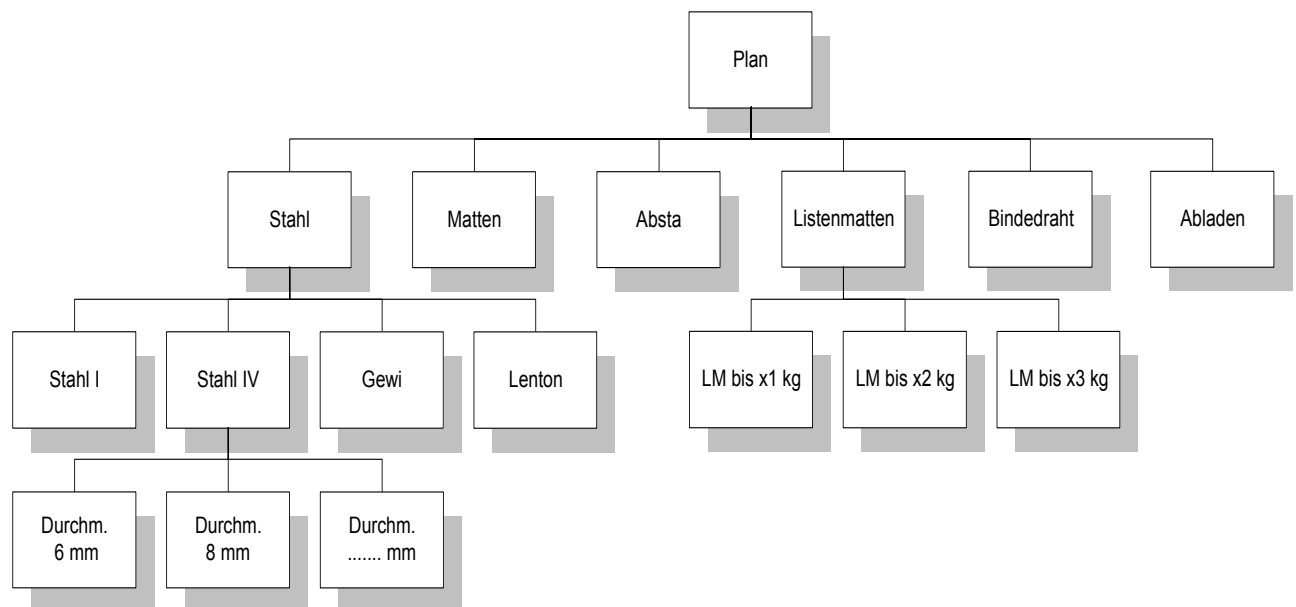 Plan
Stahl
Matten
Absta
Listenmatten
Bindedraht
Abladen
Stahl I
Stahl IV
Gewi
Lenton
LM bis x1 kg
LM bis x2 kg
LM bis x3 kg
Durchm.
6 mm
Durchm.
8 mm
Durchm.
....... mm